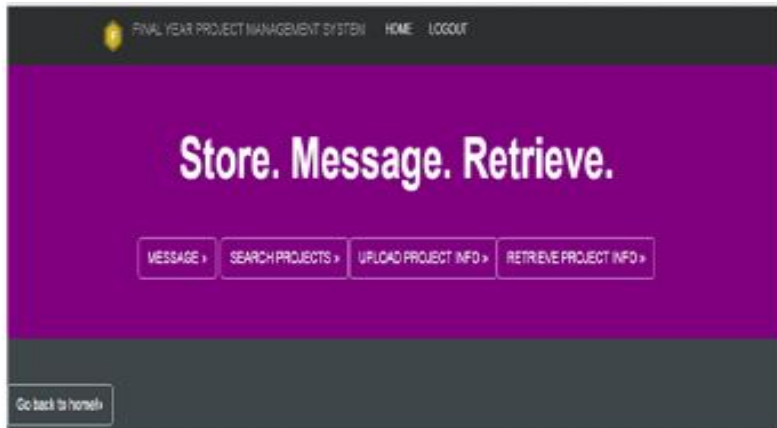 FINAL YEAR PROJECT MANAGEMENT SYSTEM HOME LOGOUT
Store. Message. Retrieve.
MESSAGE » SEARCH PROJECTS » UPLOAD PROJECT INFO » RETRIEVE PROJECT INFO »
Go back to home!»